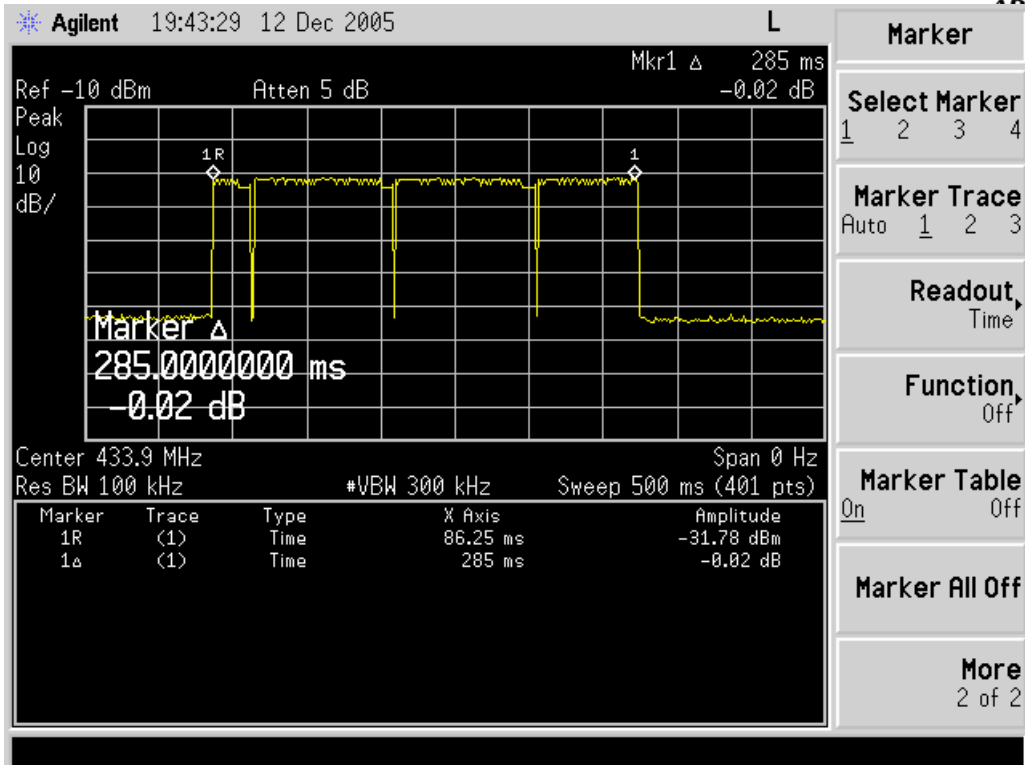 Agilent 19:43:29 12 Dec 2005 L
Mkr1 Δ 285 ms
Ref -10 dBm Atten 5 dB -0.02 dB
Peak
Log
10
dB/
1R
1
Marker Δ
285.0000000 ms
-0.02 dB
Center 433.9 MHz Span 0 Hz
Res BW 100 kHz #VBW 300 kHz Sweep 500 ms (401 pts)
Marker Trace Type X Axis Amplitude
1R (1) Time 86.25 ms -31.78 dBm
1Δ (1) Time 285 ms -0.02 dB
Marker
Select Marker
1 2 3 4
Marker Trace
Auto 1 2 3
Readout
Time
Function
Off
Marker Table
On Off
Marker All Off
More
2 of 2